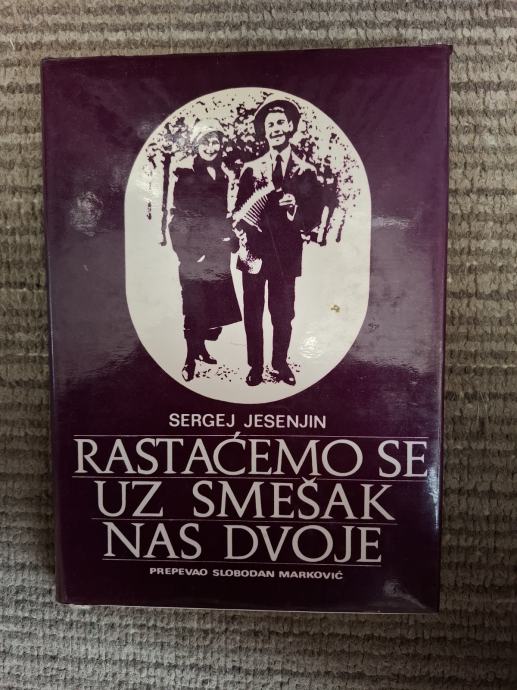 SERGEJ JESENJIN
RASTAĆEMO SE
UZ SMEŠAK
NAS DVOJE
PREPEVAO SLOBODAN MARKOVIĆ